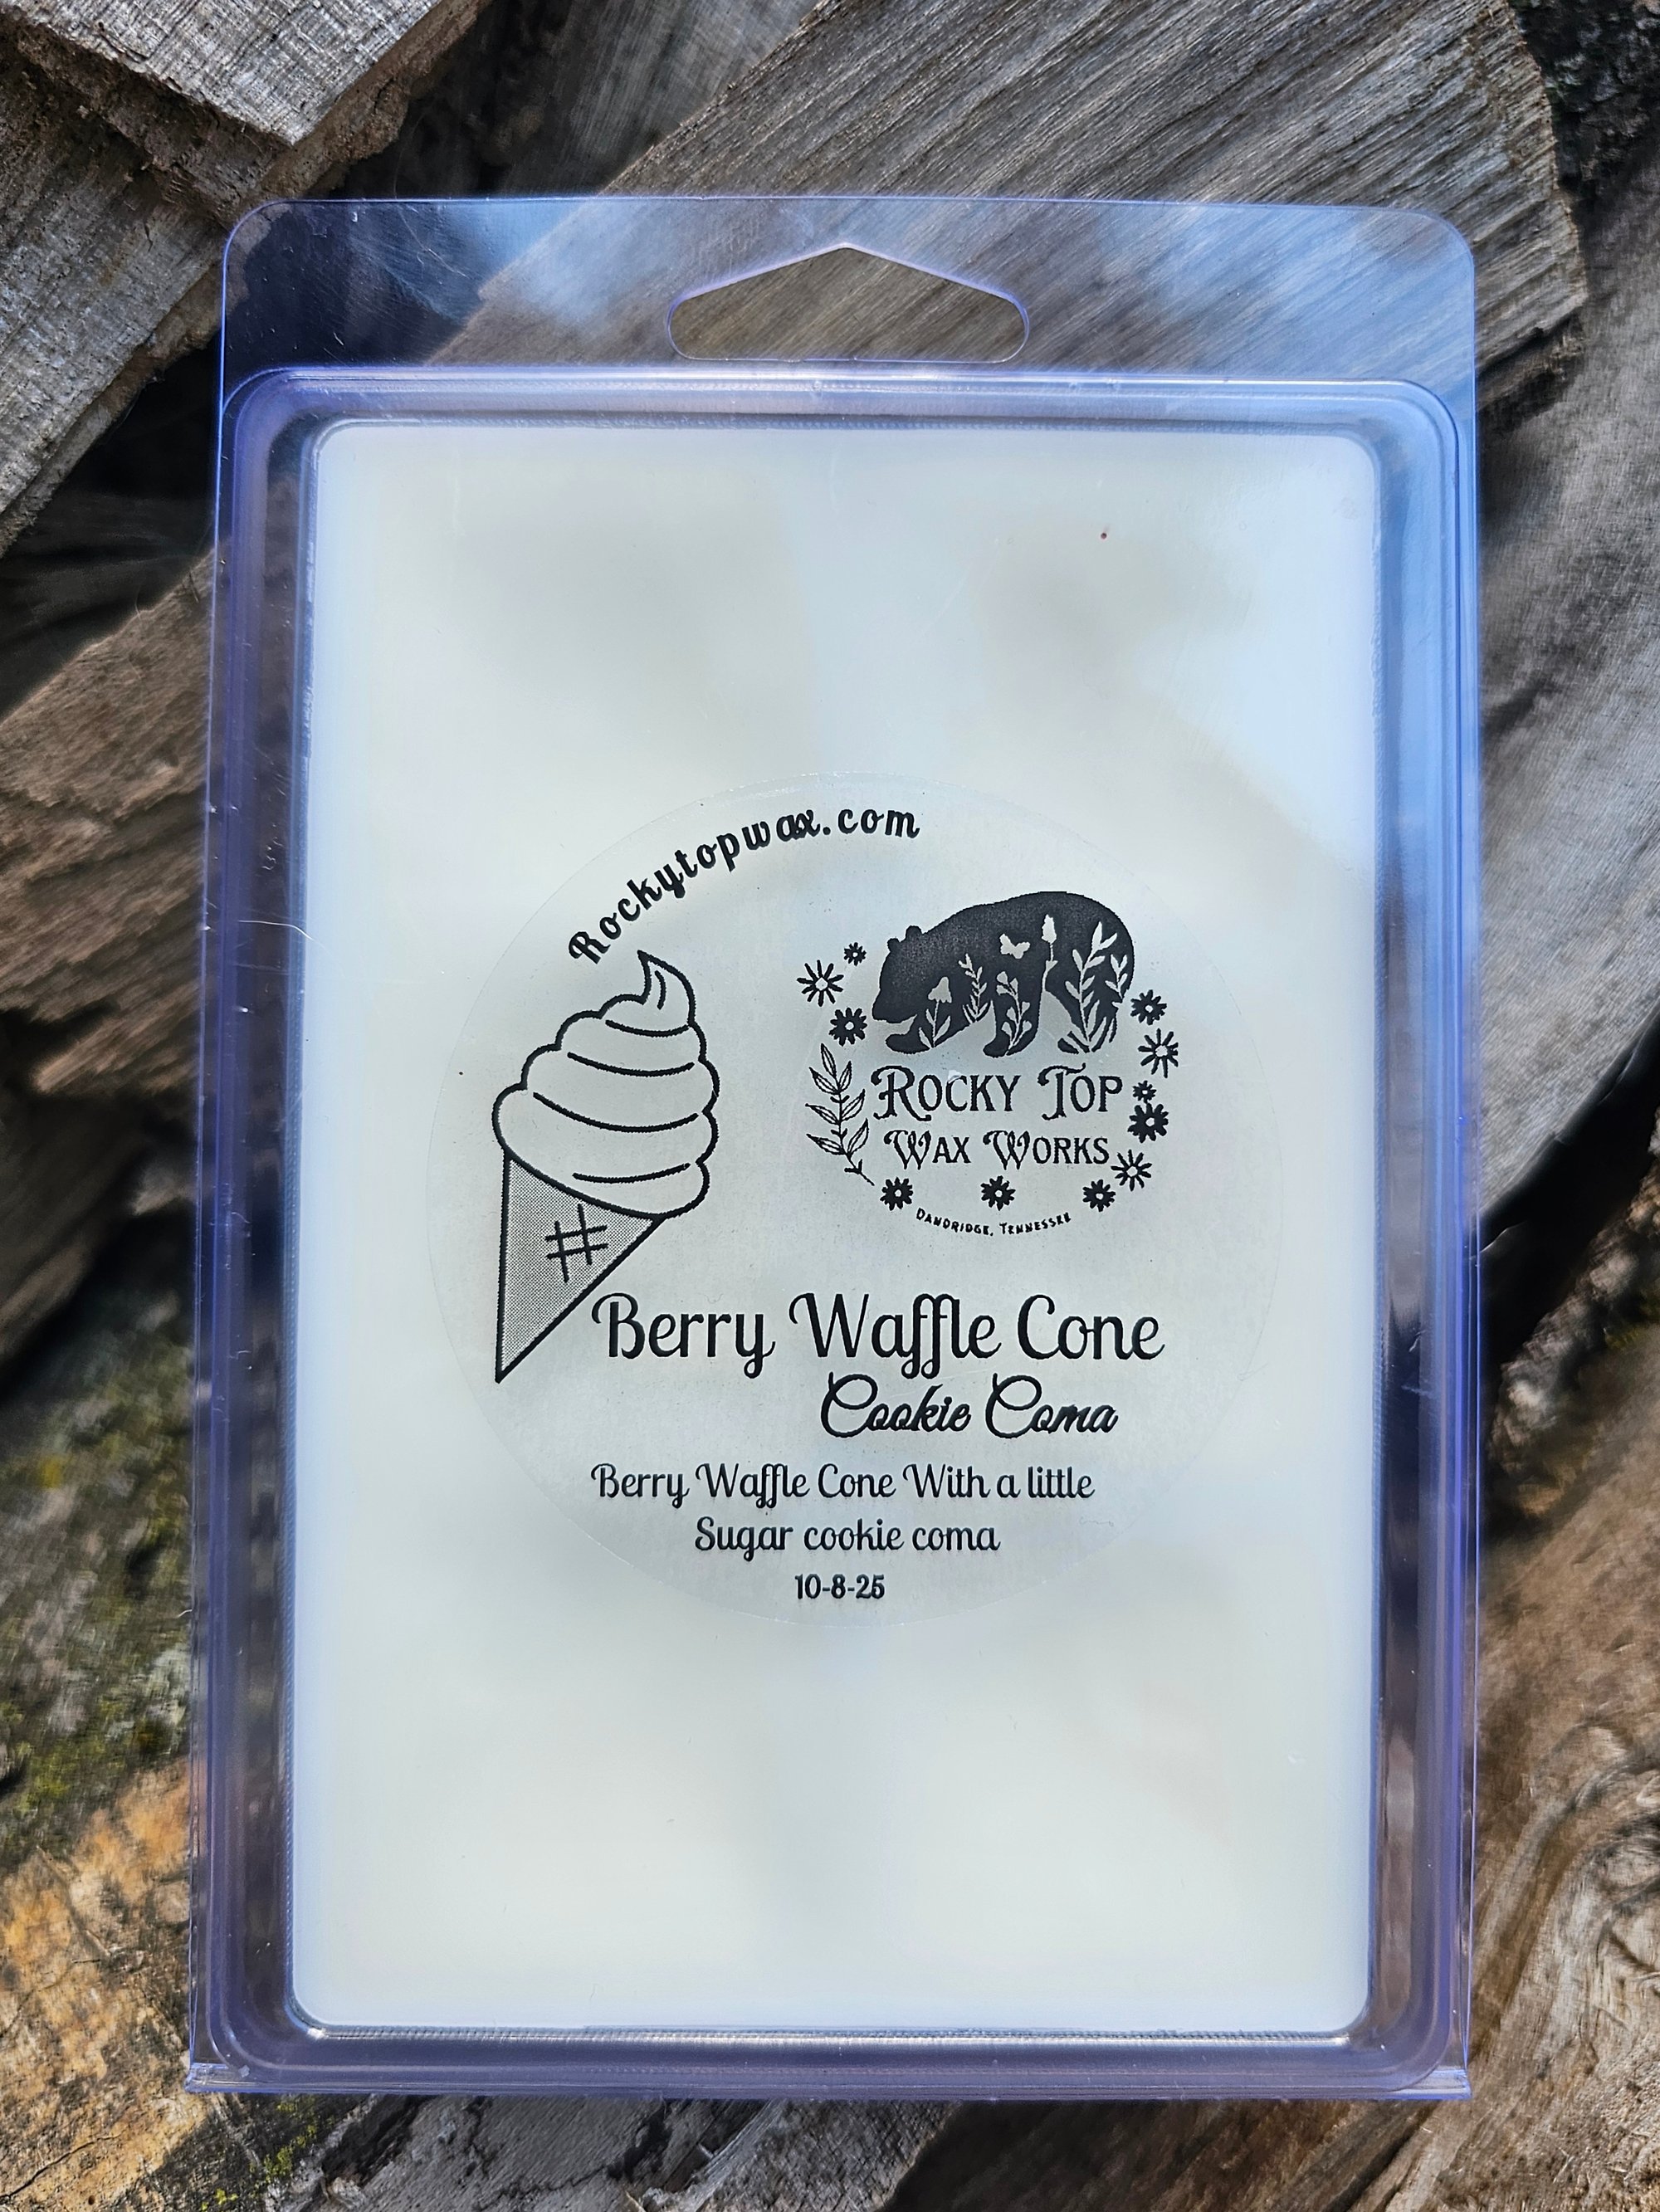 Rockytopwax.com
Rocky Top
Wax Works
Dandridge, Tennessee
Berry Waffle Cone
Cookie Coma
Berry Waffle Cone With a little
Sugar cookie coma
10-8-25